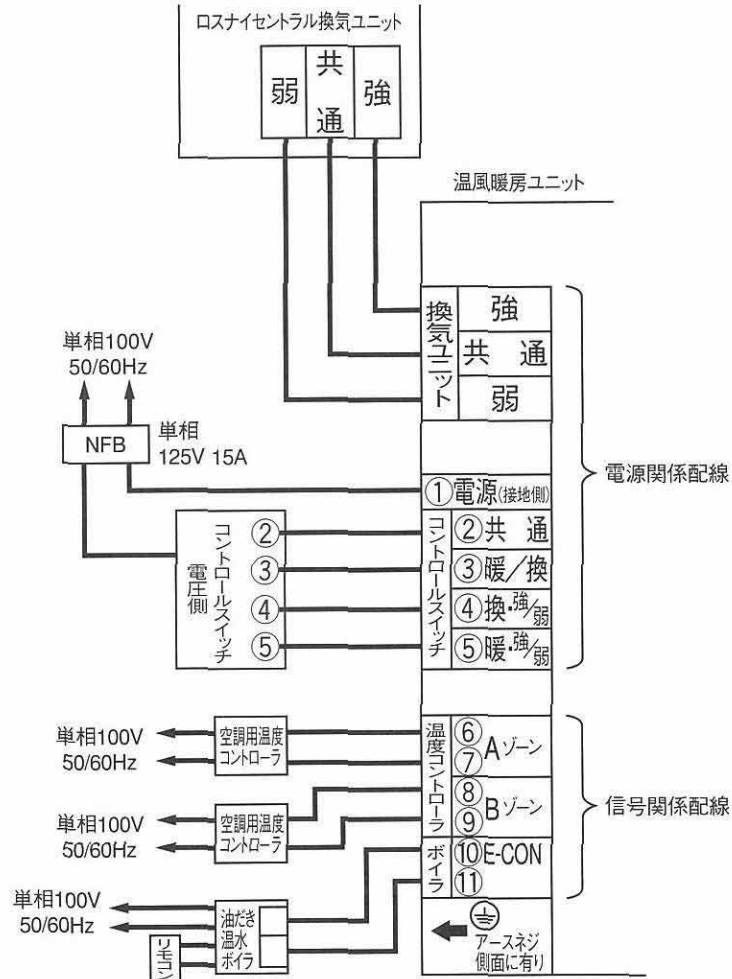 ロスナイセントラル換気ユニット
弱
共通
強
温風暖房ユニット
換気ユニット
強
共 通
弱
単相100V
50/60Hz
NFB
単相
125V 15A
①電源(接地側)
電圧側
コントロールスイッチ
②
③
④
⑤
コントロールスイッチ
②共 通
③暖／換
④換・強/弱
⑤暖・強/弱
電源関係配線
単相100V
50/60Hz
空調用温度
コントローラ
温度コントローラ
⑥
⑦
Aゾーン
単相100V
50/60Hz
空調用温度
コントローラ
⑧
⑨
Bゾーン
信号関係配線
ボイラ
⑩E-CON
⑪
単相100V
50/60Hz
油だき
温水
ボイラ
リモコン
アースネジ
側面に有り